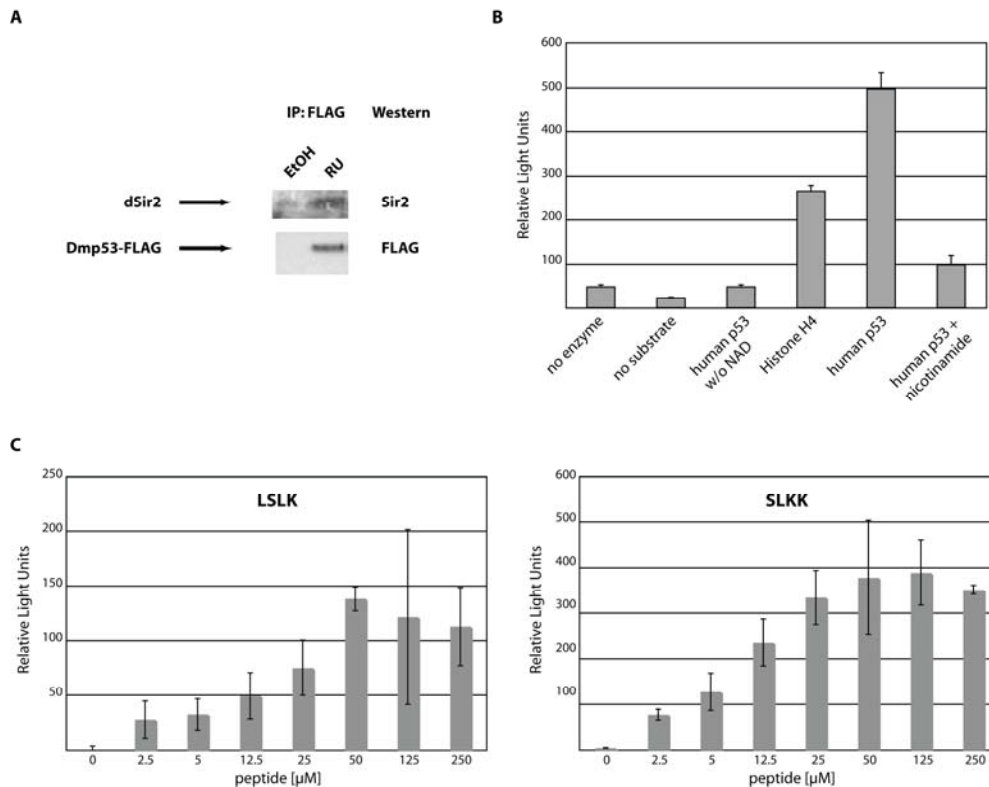 A
IP: FLAG Western
EtOH RU
dSir2 Sir2
Dmp53-FLAG FLAG
B
Relative Light Units
600
500
400
300
200
100
no enzyme
no substrate
human p53
w/o NAD
Histone H4
human p53
human p53 +
nicotinamide
C
LSLK
Relative Light Units
250
200
150
100
50
0 2.5 5 12.5 25 50 125 250
peptide [µM]
SLKK
Relative Light Units
600
500
400
300
200
100
0 2.5 5 12.5 25 50 125 250
peptide [µM]